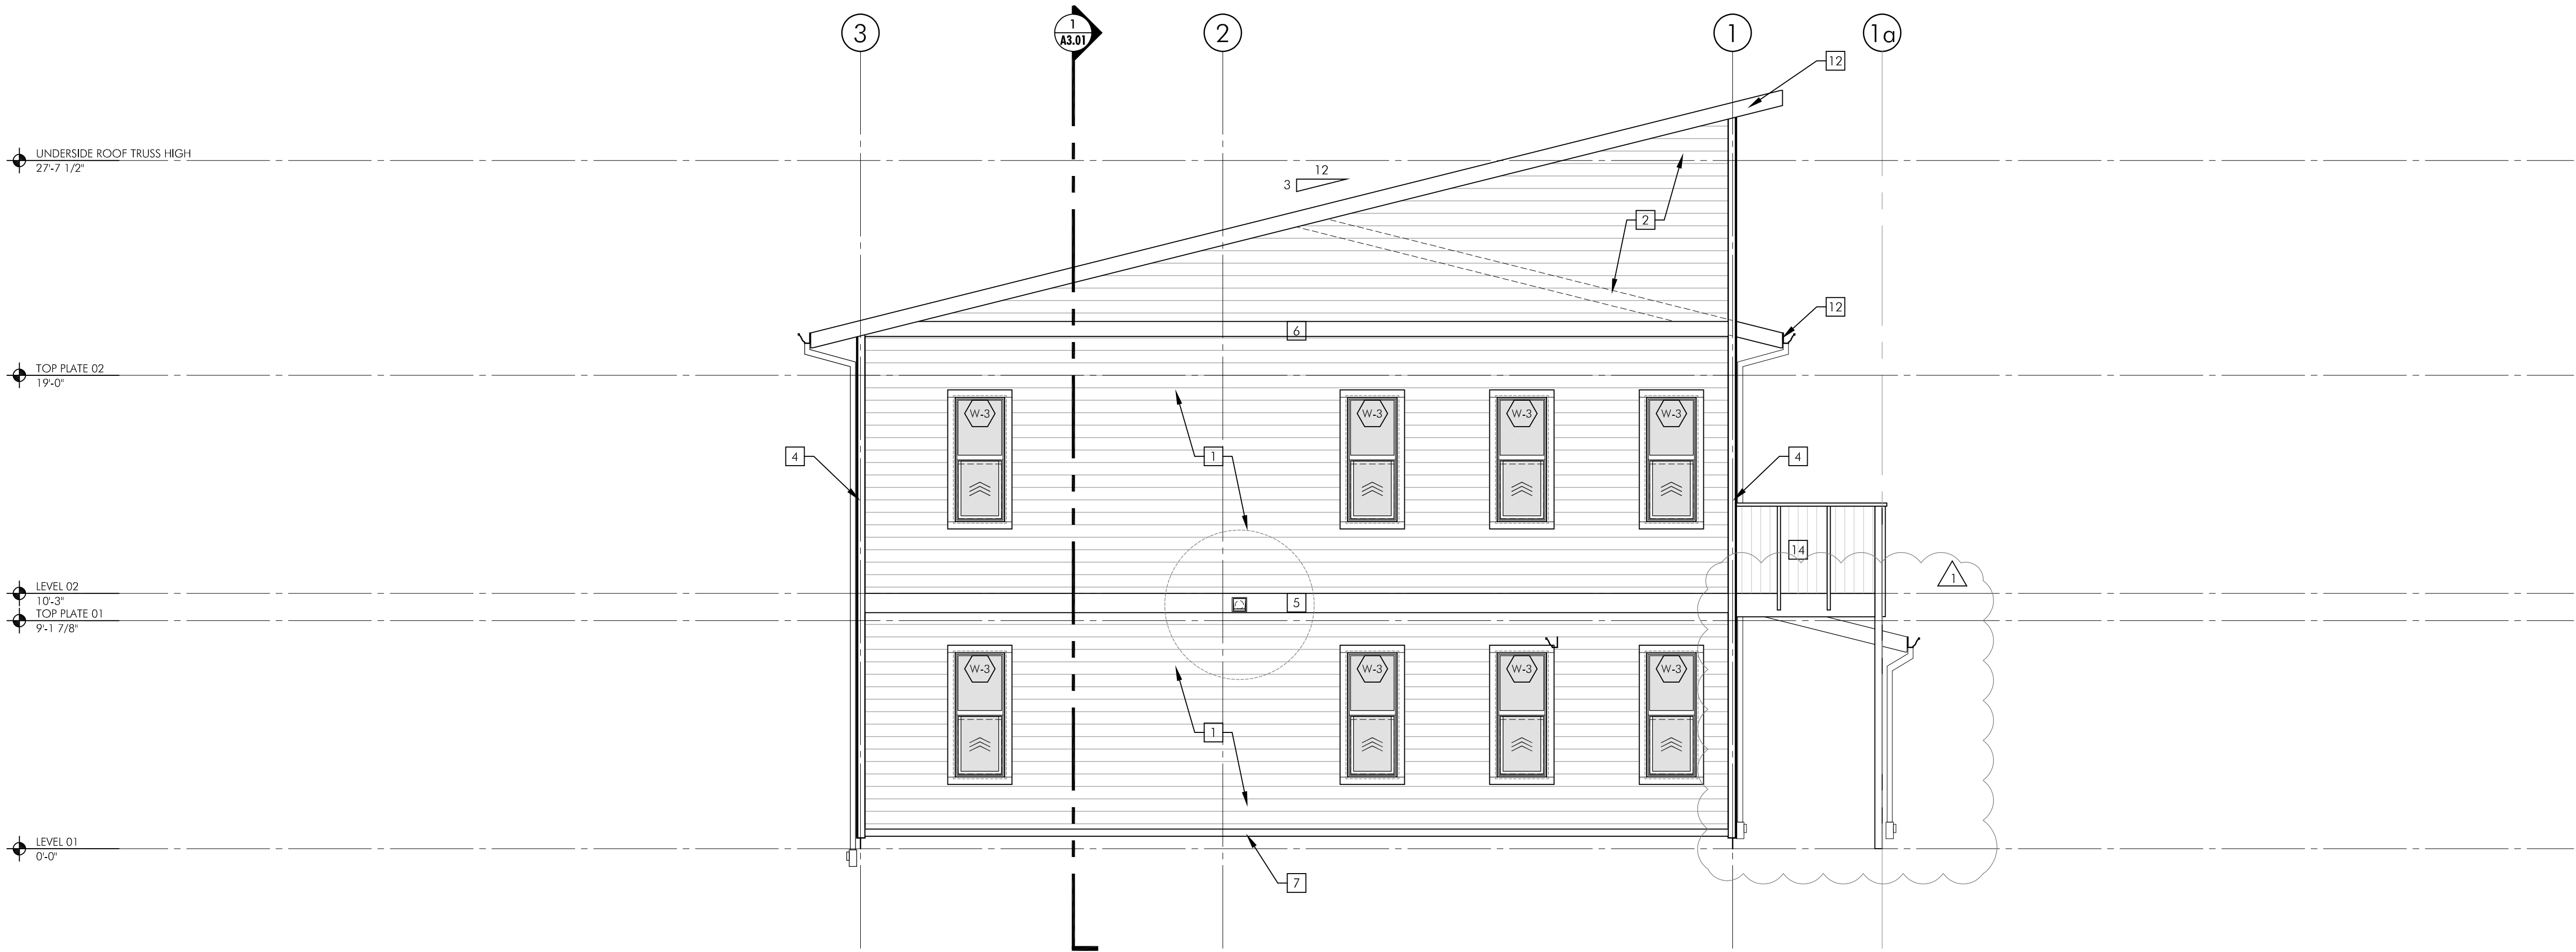 3
1
A3.01
2
1
1a
12
UNDERSIDE ROOF TRUSS HIGH
27'-7 1/2"
12
3
2
12
6
TOP PLATE 02
19'-0"
W-3
W-3
W-3
W-3
4
1
4
14
LEVEL 02
10'-3"
1
5
TOP PLATE 01
9'-1 7/8"
W-3
W-3
W-3
W-3
1
LEVEL 01
0'-0"
7